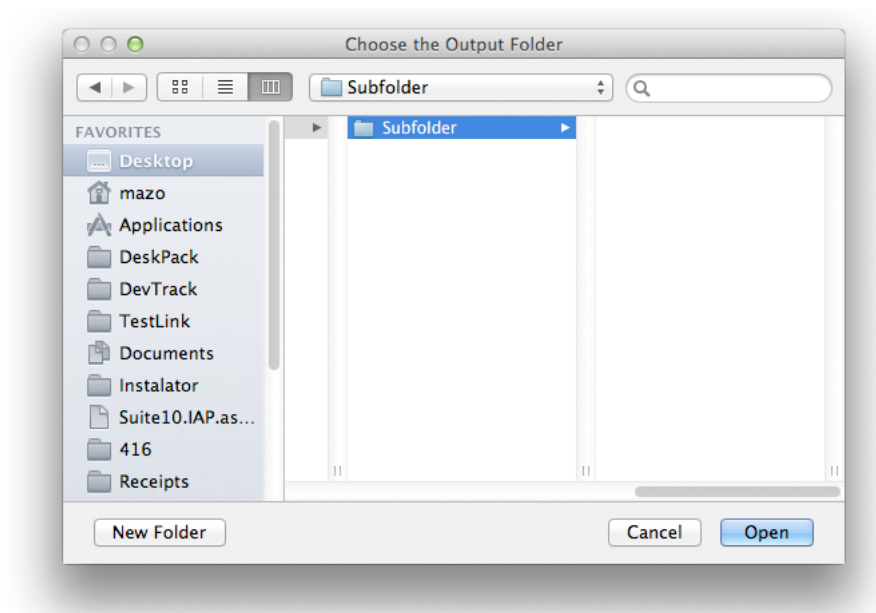 Choose the Output Folder
Subfolder
FAVORITES
Desktop
mazo
Applications
DeskPack
DevTrack
TestLink
Documents
Instalator
Suite10.IAP.as...
416
Receipts
Subfolder
New Folder
Cancel
Open